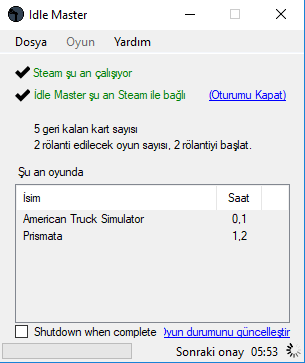 Idle Master
Dosya Oyun Yardım
Steam şu an çalışıyor
İdle Master şu an Steam ile bağlı (Oturumu Kapat)
5 geri kalan kart sayısı
2 rölanti edilecek oyun sayısı, 2 rölantiyi başlat.
Şu an oyunda
İsim Saat
American Truck Simulator 0,1
Prismata 1,2
Shutdown when complete Oyun durumunu güncelleştir
Sonraki onay 05:53